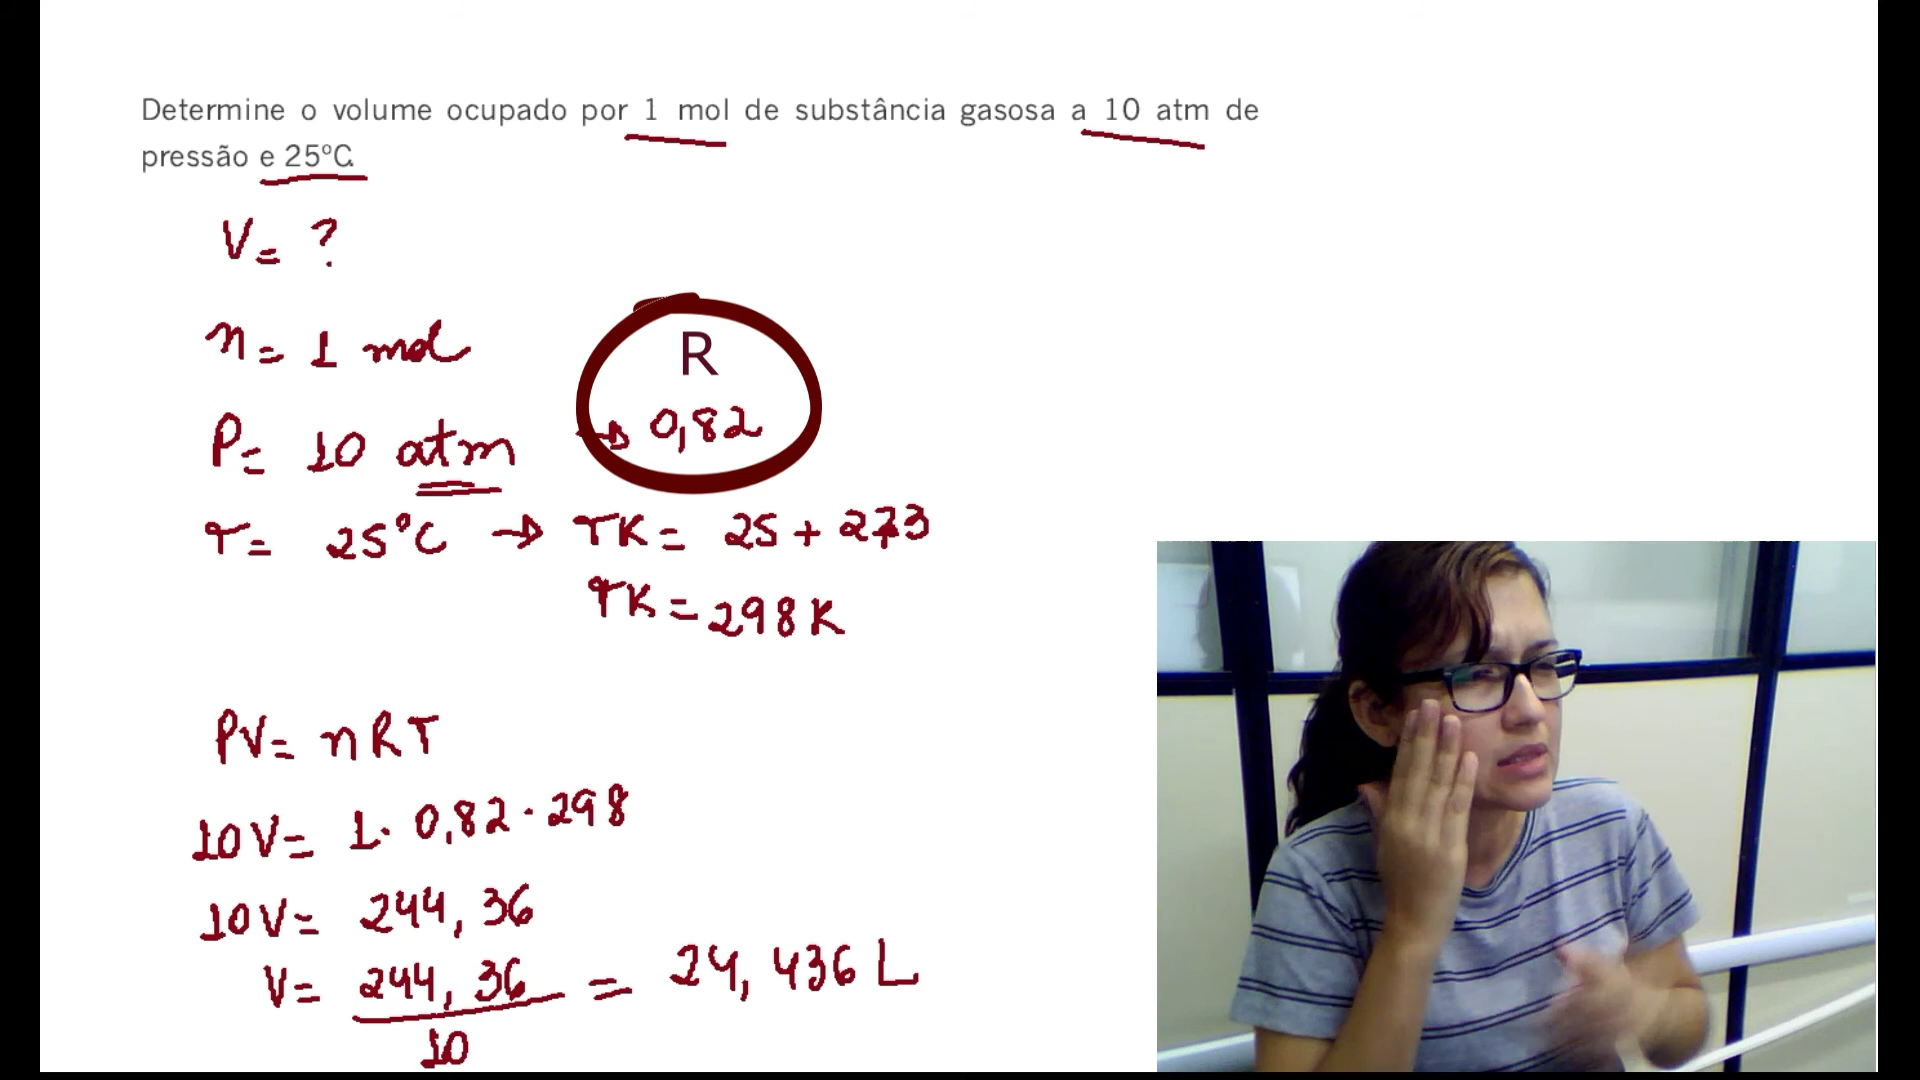 Determine o volume ocupado por 1 mol de substância gasosa a 10 atm de
pressão e 25ºC.
V= ?
n= 1 mol
R
P= 10 atm → 0,82
T= 25°C → TK= 25 + 273
TK = 298K
PV= nRT
10V= 1. 0,82 . 298
10V= 244,36
V= 244,36 = 24,436 L
10